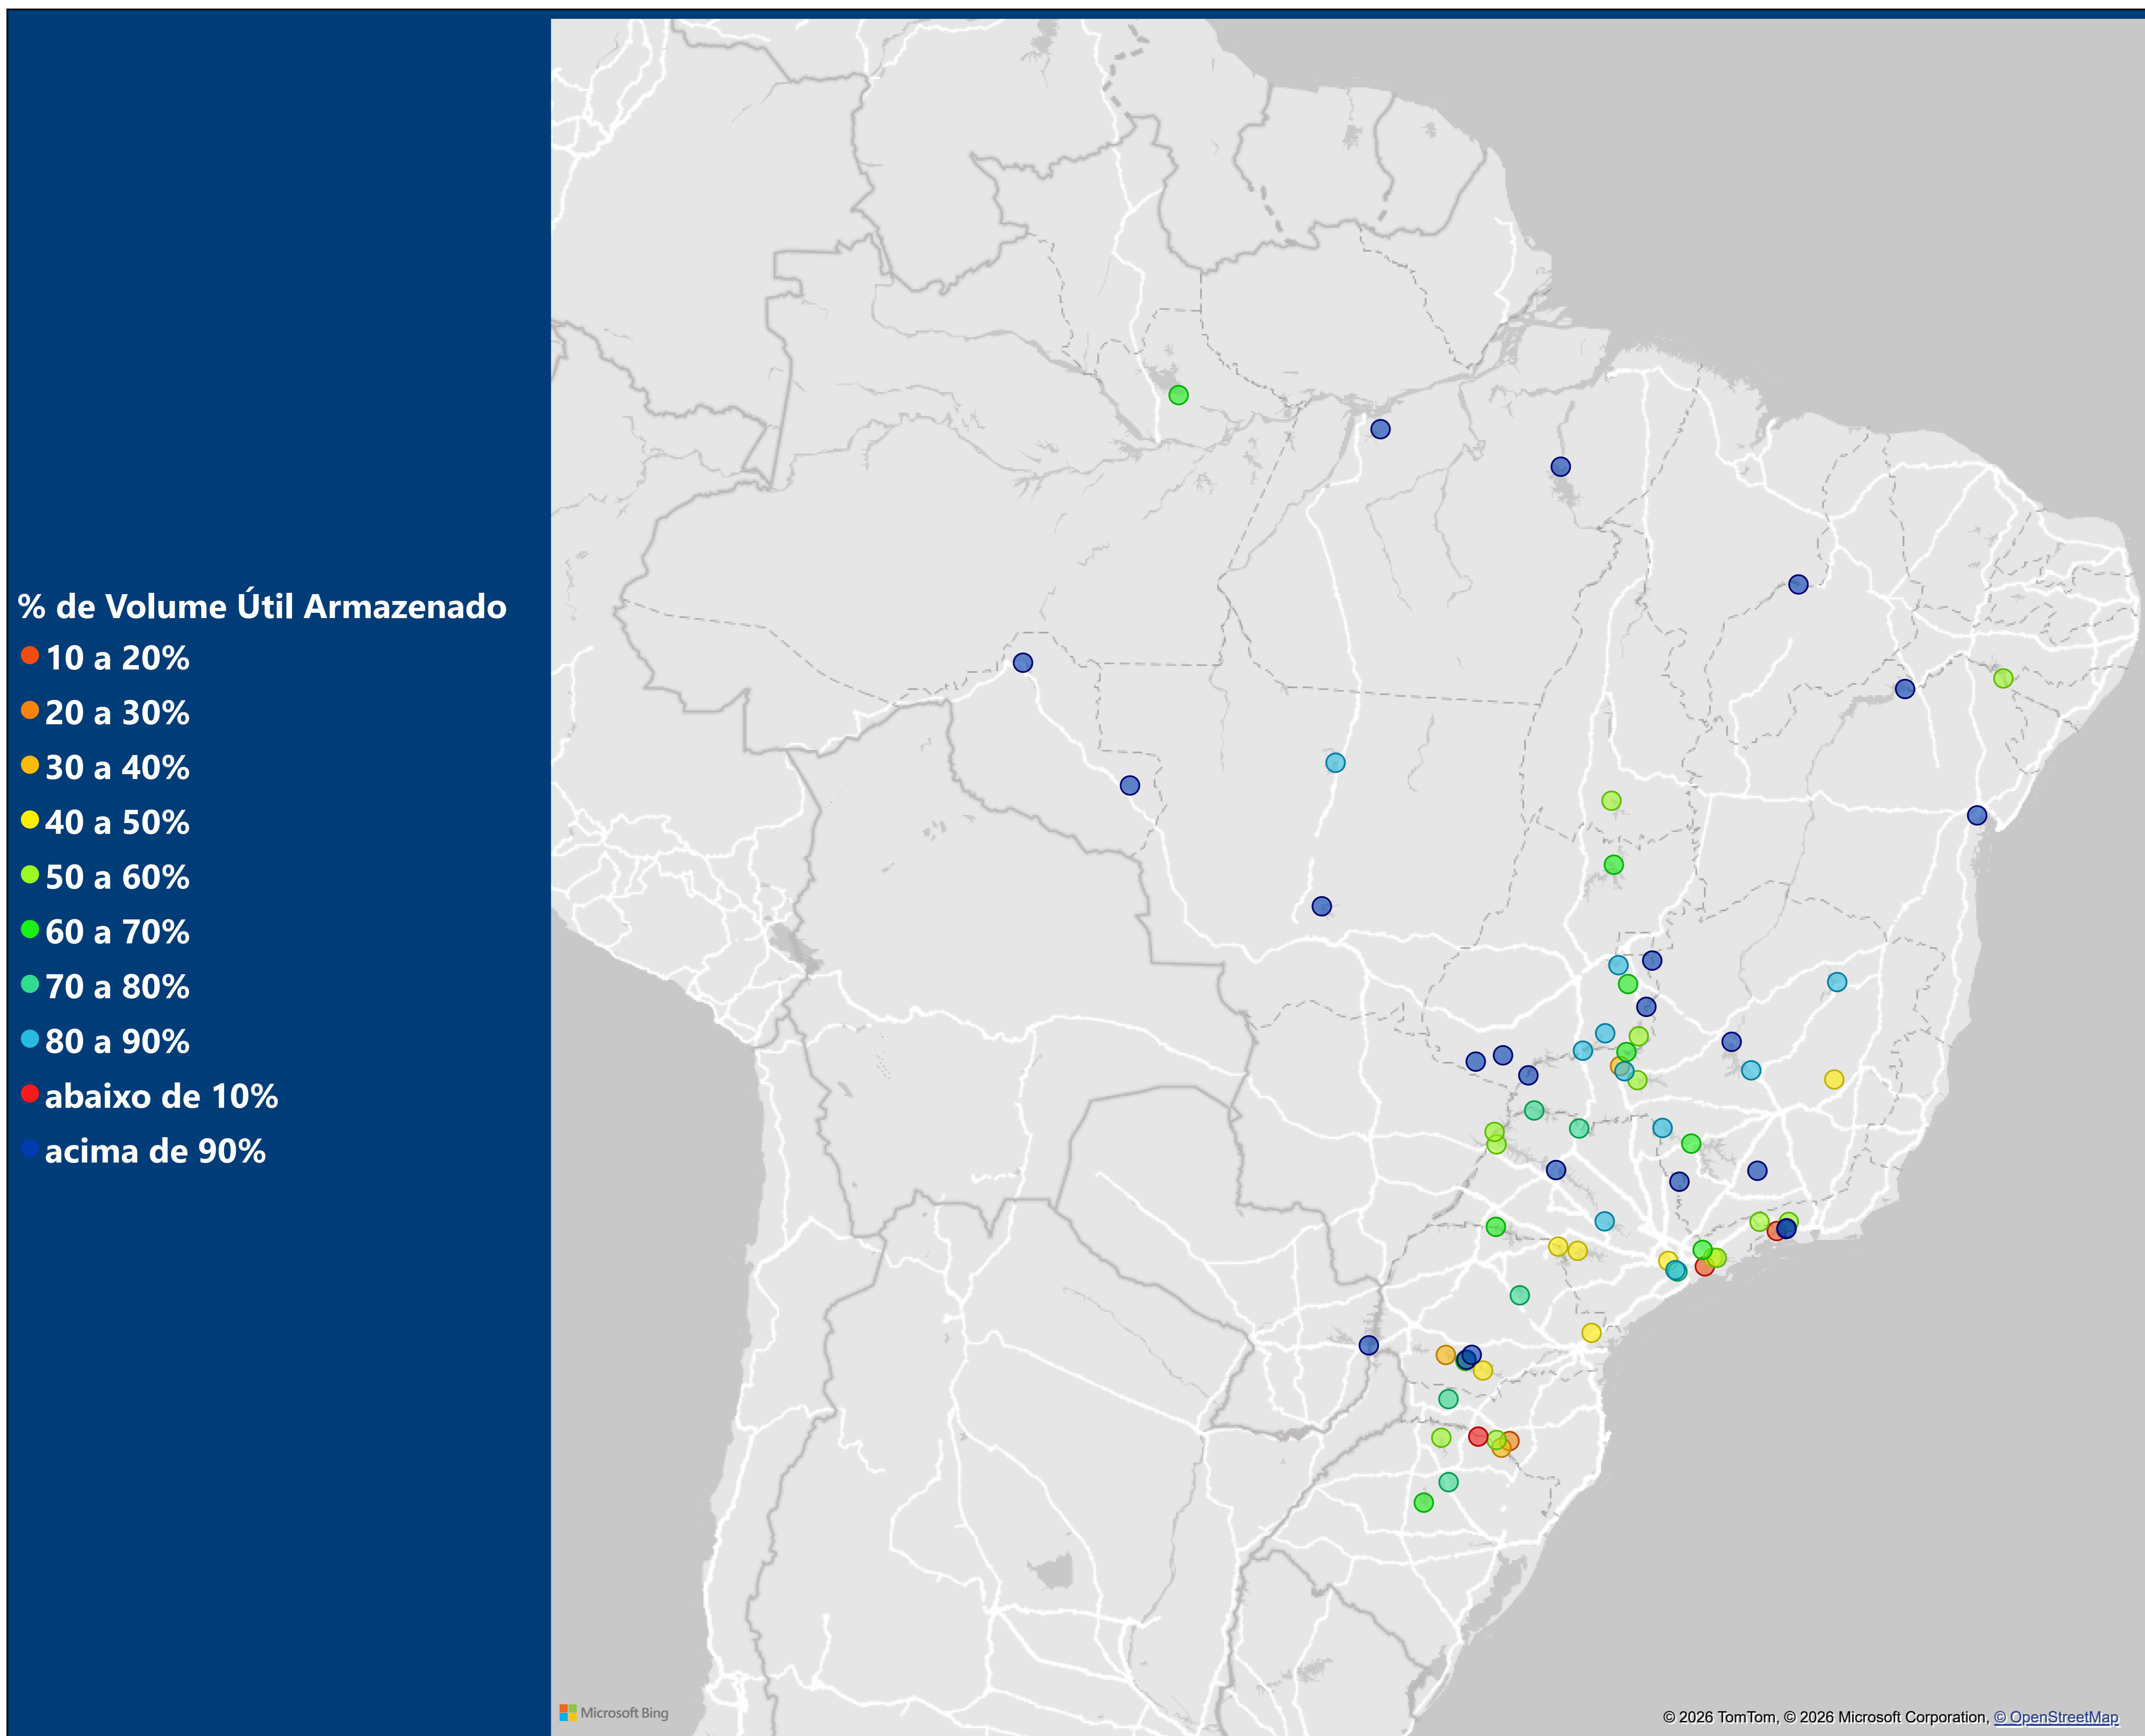 % de Volume Útil Armazenado
10 a 20%
20 a 30%
30 a 40%
40 a 50%
50 a 60%
60 a 70%
70 a 80%
80 a 90%
abaixo de 10%
acima de 90%
Microsoft Bing
© 2026 TomTom, © 2026 Microsoft Corporation, © OpenStreetMap